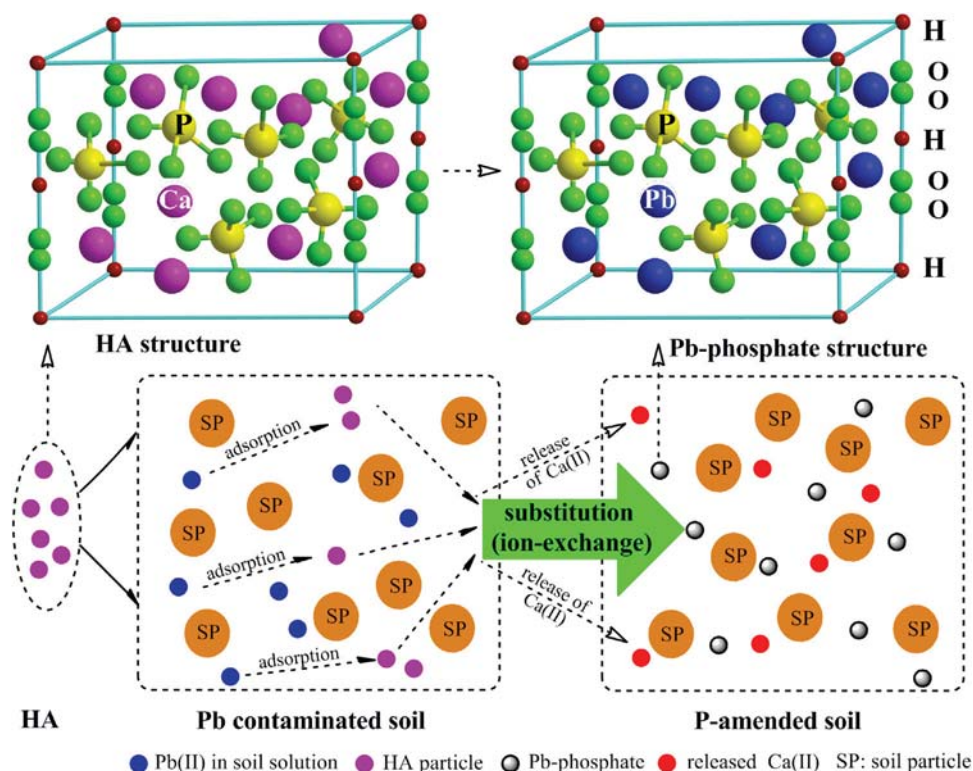 H
O
O
P
P
H
O
Ca
Pb
O
H
HA structure
Pb-phosphate structure
SP
SP
adsorption
release
of Ca(II)
SP
SP
SP
SP
SP
SP
SP
substitution
(ion-exchange)
SP
SP
adsorption
SP
SP
SP
SP
adsorption
release of
Ca(II)
SP
SP
SP
HA
Pb contaminated soil
P-amended soil
Pb(II) in soil solution
HA particle
Pb-phosphate
released Ca(II)
SP: soil particle